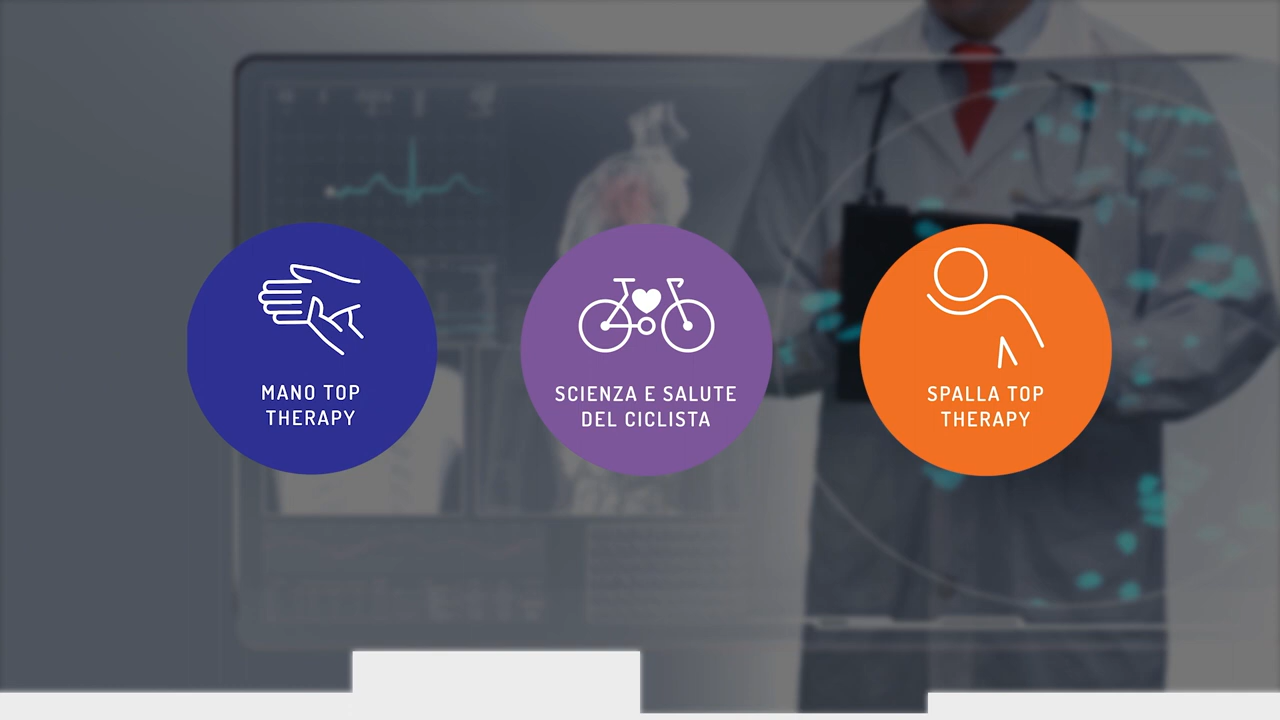 MANO TOP
THERAPY
SCIENZA E SALUTE
DEL CICLISTA
SPALLA TOP
THERAPY